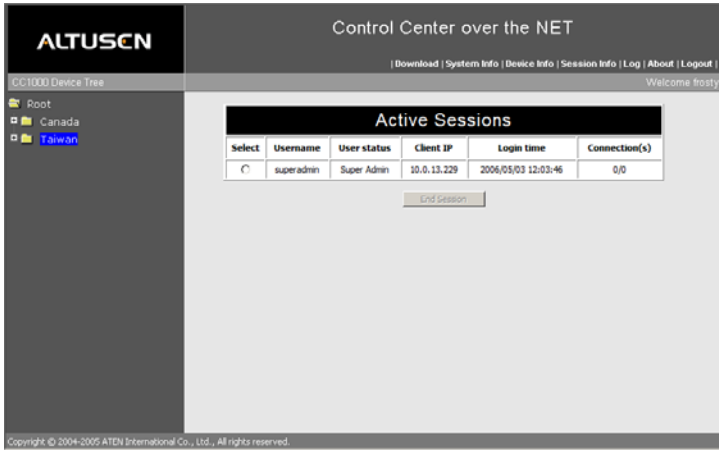 ALTUSEN
Control Center over the NET
| Download | System Info | Device Info | Session Info | Log | About | Logout |
CC1000 Device Tree
Welcome frosty
Root
Canada
Taiwan
Active Sessions
Select Username User status Client IP Login time Connection(s)
superadmin Super Admin 10.0.13.229 2006/05/03 12:03:46 0/0
End Session
Copyright © 2004-2005 ATEN International Co., Ltd., All rights reserved.